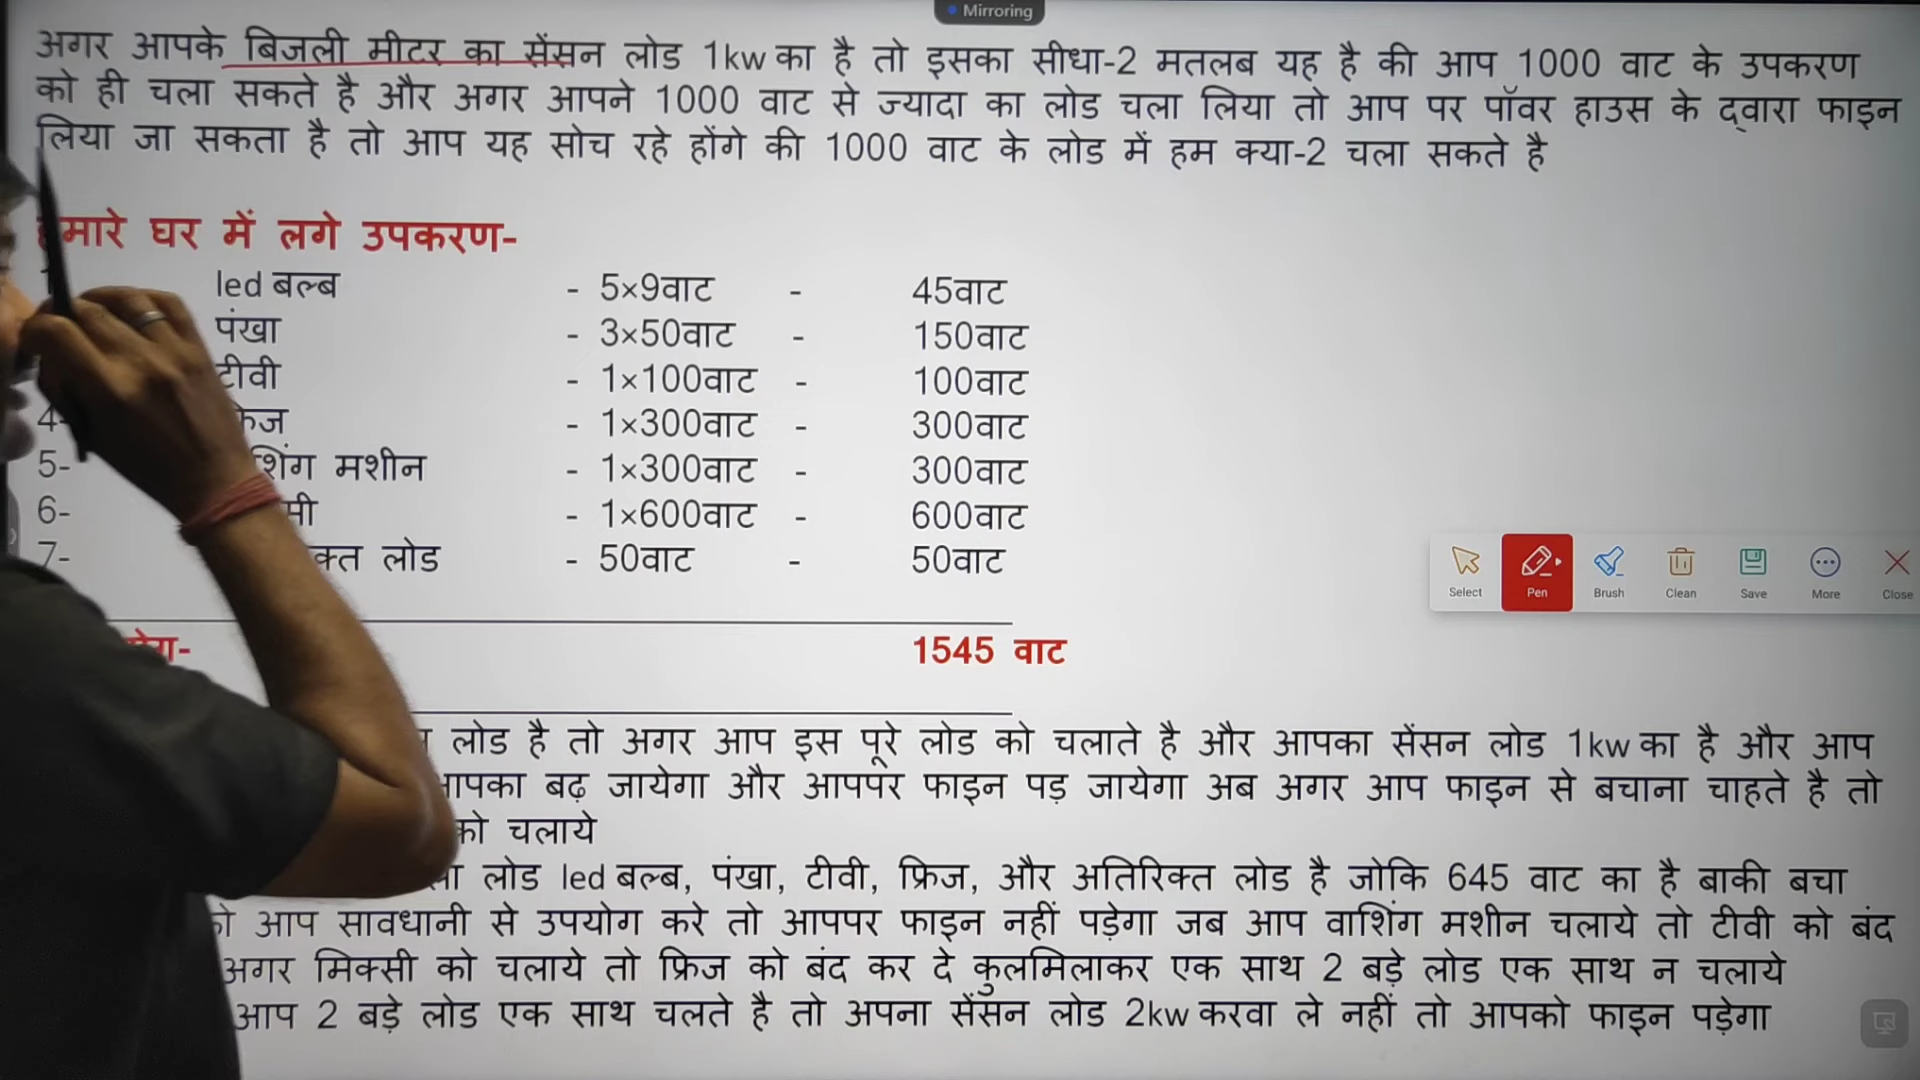 Mirroring
अगर आपके बिजली मीटर का सेंसन लोड 1kw का है तो इसका सीधा-2 मतलब यह है की आप 1000 वाट के उपकरण
को ही चला सकते है और अगर आपने 1000 वाट से ज्यादा का लोड चला लिया तो आप पर पॉवर हाउस के द्वारा फाइन
लिया जा सकता है तो आप यह सोच रहे होंगे की 1000 वाट के लोड में हम क्या-2 चला सकते है
हमारे घर में लगे उपकरण-
led बल्ब - 5×9वाट - 45वाट
पंखा - 3×50वाट - 150वाट
टीवी - 1×100वाट - 100वाट
4- - 1×300वाट - 300वाट
5- मशीन - 1×300वाट - 300वाट
6- - 1×600वाट - 600वाट
7- लोड - 50वाट - 50वाट
1545 वाट
लोड है तो अगर आप इस पूरे लोड को चलाते है और आपका सेंसन लोड 1kw का है और आप
आपका बढ़ जायेगा और आपपर फाइन पड़ जायेगा अब अगर आप फाइन से बचाना चाहते है तो
को चलाये
लोड led बल्ब, पंखा, टीवी, फ्रिज, और अतिरिक्त लोड है जोकि 645 वाट का है बाकी बचा
आप सावधानी से उपयोग करे तो आपपर फाइन नहीं पड़ेगा जब आप वाशिंग मशीन चलाये तो टीवी को बंद
अगर मिक्सी को चलाये तो फ्रिज को बंद कर दे कुलमिलाकर एक साथ 2 बड़े लोड एक साथ न चलाये
आप 2 बड़े लोड एक साथ चलते है तो अपना सेंसन लोड 2kw करवा ले नहीं तो आपको फाइन पड़ेगा
Select Pen Brush Clean Save More Close